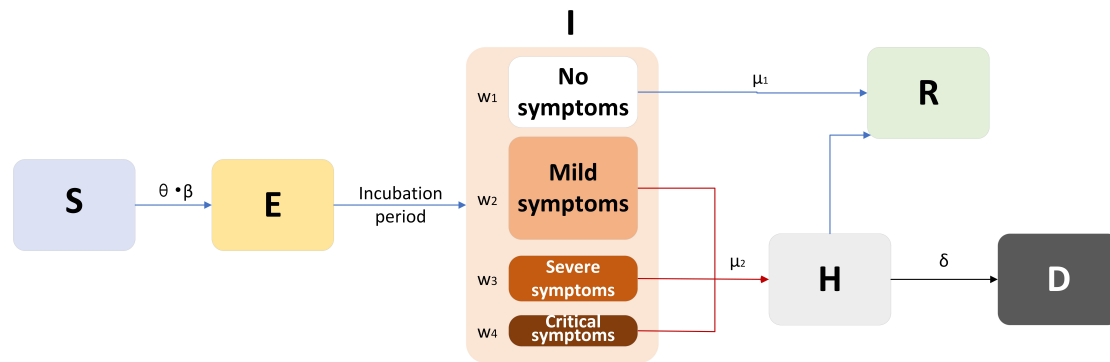 I
No
symptoms
w1
μ1
R
Mild
symptoms
w2
S
θ •β
E
Incubation
period
Severe
symptoms
w3
μ2
H
δ
D
Critical
symptoms
w4